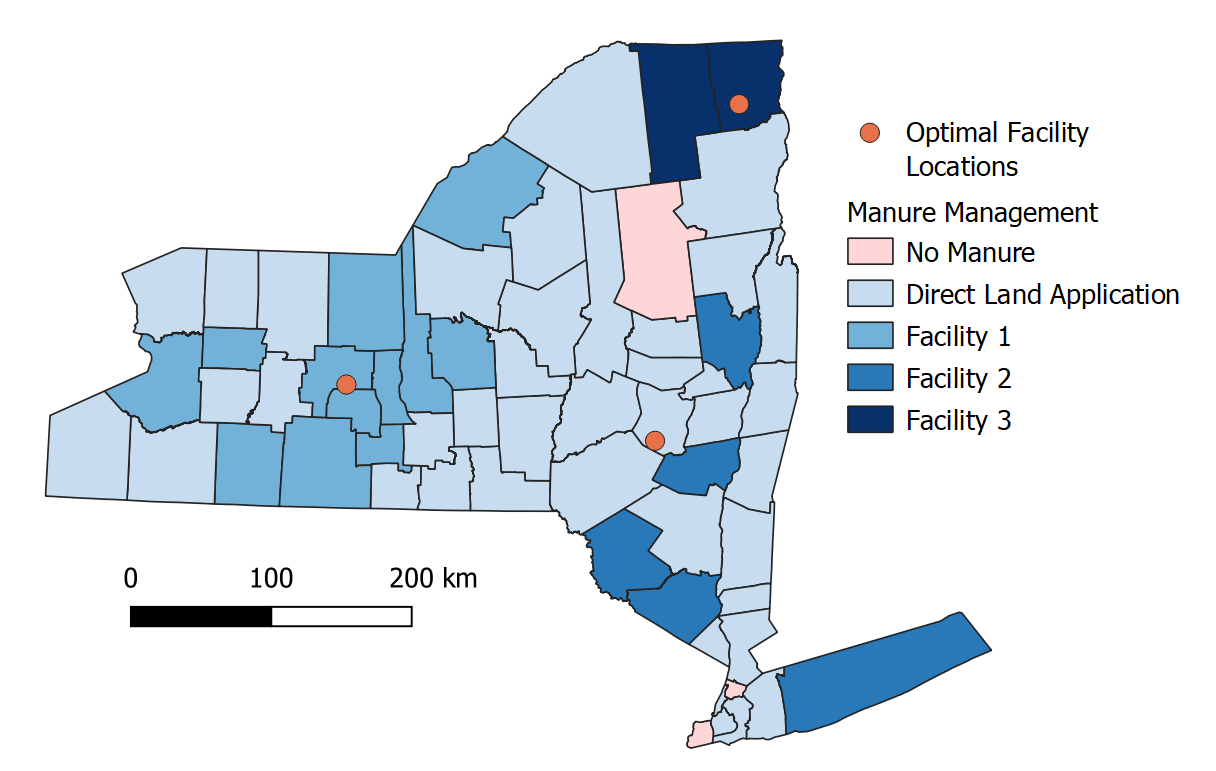 Optimal Facility
Locations
Manure Management
No Manure
Direct Land Application
Facility 1
Facility 2
Facility 3
0 100 200 km